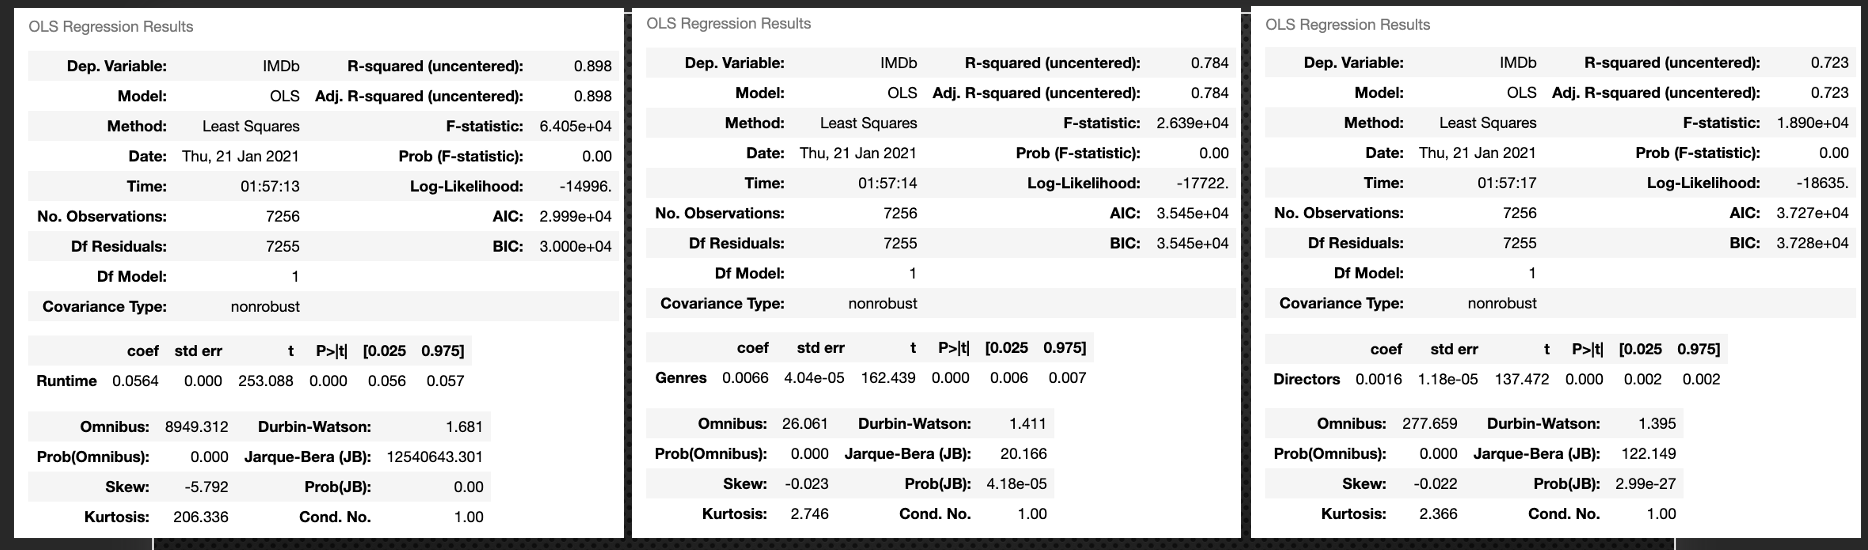 OLS Regression Results
Dep. Variable: IMDb R-squared (uncentered): 0.898
Model: OLS Adj. R-squared (uncentered): 0.898
Method: Least Squares F-statistic: 6.405e+04
Date: Thu, 21 Jan 2021 Prob (F-statistic): 0.00
Time: 01:57:13 Log-Likelihood: -14996.
No. Observations: 7256 AIC: 2.999e+04
Df Residuals: 7255 BIC: 3.000e+04
Df Model: 1
Covariance Type: nonrobust
coef std err t P>|t| [0.025 0.975]
Runtime 0.0564 0.000 253.088 0.000 0.056 0.057
Omnibus: 8949.312 Durbin-Watson: 1.681
Prob(Omnibus): 0.000 Jarque-Bera (JB): 12540643.301
Skew: -5.792 Prob(JB): 0.00
Kurtosis: 206.336 Cond. No. 1.00
OLS Regression Results
Dep. Variable: IMDb R-squared (uncentered): 0.784
Model: OLS Adj. R-squared (uncentered): 0.784
Method: Least Squares F-statistic: 2.639e+04
Date: Thu, 21 Jan 2021 Prob (F-statistic): 0.00
Time: 01:57:14 Log-Likelihood: -17722.
No. Observations: 7256 AIC: 3.545e+04
Df Residuals: 7255 BIC: 3.545e+04
Df Model: 1
Covariance Type: nonrobust
coef std err t P>|t| [0.025 0.975]
Genres 0.0066 4.04e-05 162.439 0.000 0.006 0.007
Omnibus: 26.061 Durbin-Watson: 1.411
Prob(Omnibus): 0.000 Jarque-Bera (JB): 20.166
Skew: -0.023 Prob(JB): 4.18e-05
Kurtosis: 2.746 Cond. No. 1.00
OLS Regression Results
Dep. Variable: IMDb R-squared (uncentered): 0.723
Model: OLS Adj. R-squared (uncentered): 0.723
Method: Least Squares F-statistic: 1.890e+04
Date: Thu, 21 Jan 2021 Prob (F-statistic): 0.00
Time: 01:57:17 Log-Likelihood: -18635.
No. Observations: 7256 AIC: 3.727e+04
Df Residuals: 7255 BIC: 3.728e+04
Df Model: 1
Covariance Type: nonrobust
coef std err t P>|t| [0.025 0.975]
Directors 0.0016 1.18e-05 137.472 0.000 0.002 0.002
Omnibus: 277.659 Durbin-Watson: 1.395
Prob(Omnibus): 0.000 Jarque-Bera (JB): 122.149
Skew: -0.022 Prob(JB): 2.99e-27
Kurtosis: 2.366 Cond. No. 1.00